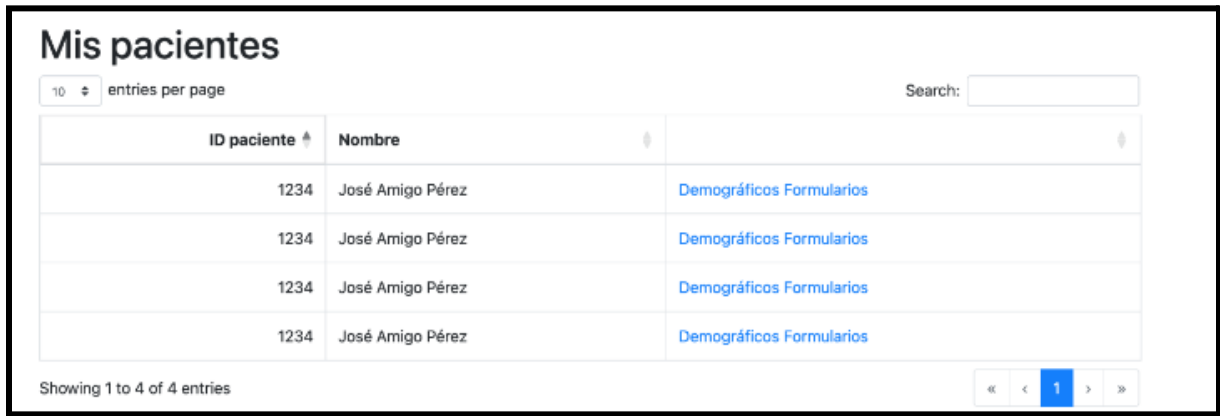 Mis pacientes
10 entries per page Search:
ID paciente Nombre
1234 José Amigo Pérez Demográficos Formularios
1234 José Amigo Pérez Demográficos Formularios
1234 José Amigo Pérez Demográficos Formularios
1234 José Amigo Pérez Demográficos Formularios
Showing 1 to 4 of 4 entries « ‹ 1 › »